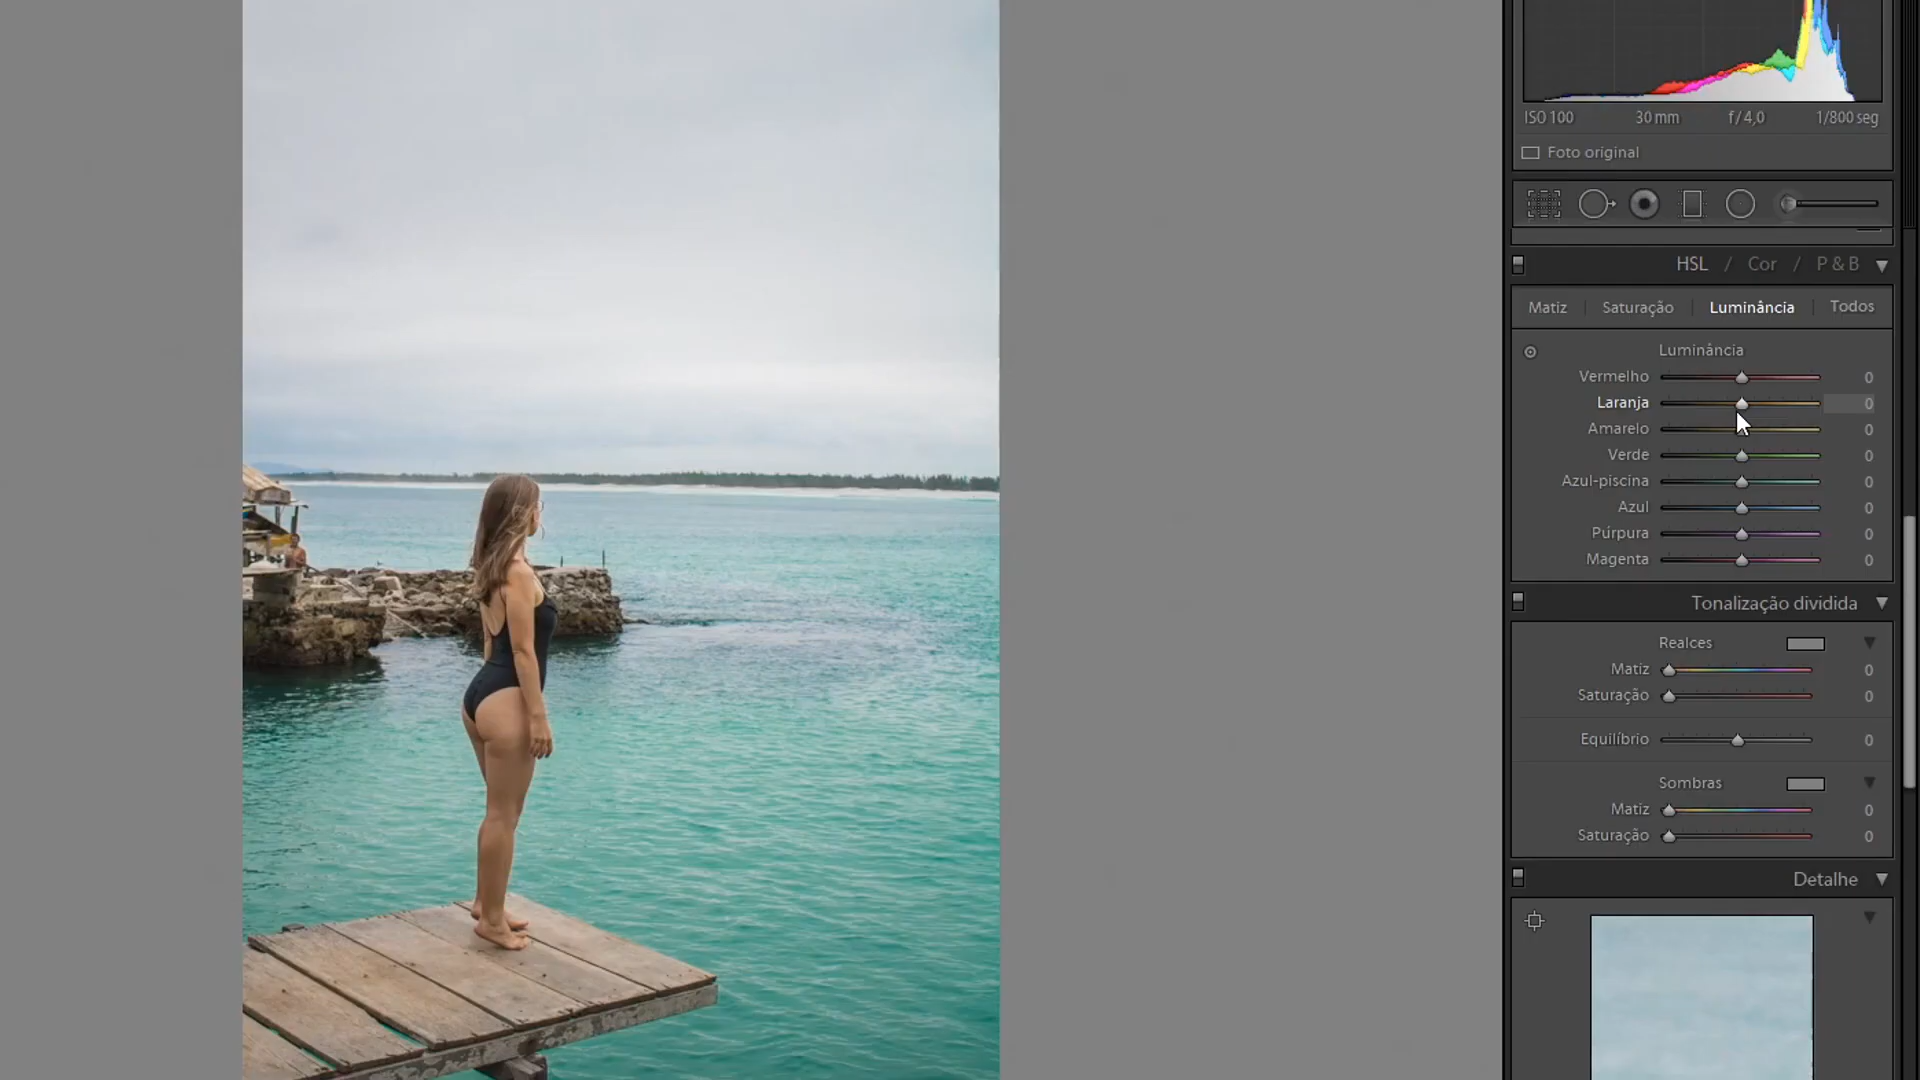 ISO 100 30 mm f / 4,0 1/800 seg
Foto original
HSL / Cor / P & B
Matiz Saturação Luminância Todos
Luminância
Vermelho 0
Laranja 0
Amarelo 0
Verde 0
Azul-piscina 0
Azul 0
Púrpura 0
Magenta 0
Tonalização dividida
Realces
Matiz 0
Saturação 0
Equilíbrio 0
Sombras
Matiz 0
Saturação 0
Detalhe